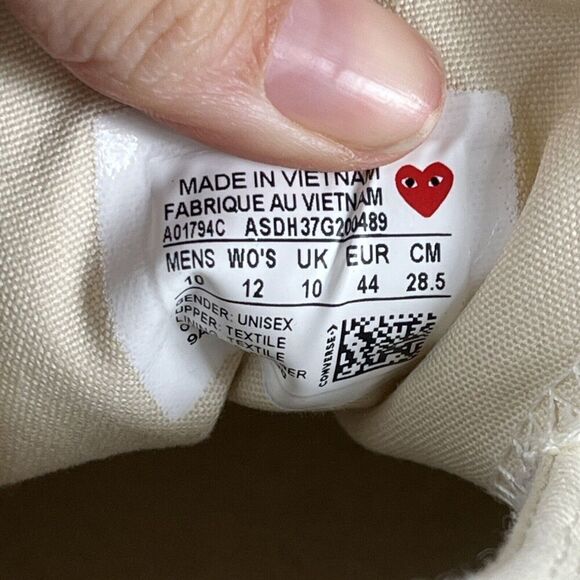 MADE IN VIETNAM
FABRIQUE AU VIETNAM
A01794C ASDH37G200489
MENS WO'S UK EUR CM
10 12 10 44 28.5
GENDER: UNISEX
UPPER: TEXTILE
LINING: TEXTILE
CONVERSE